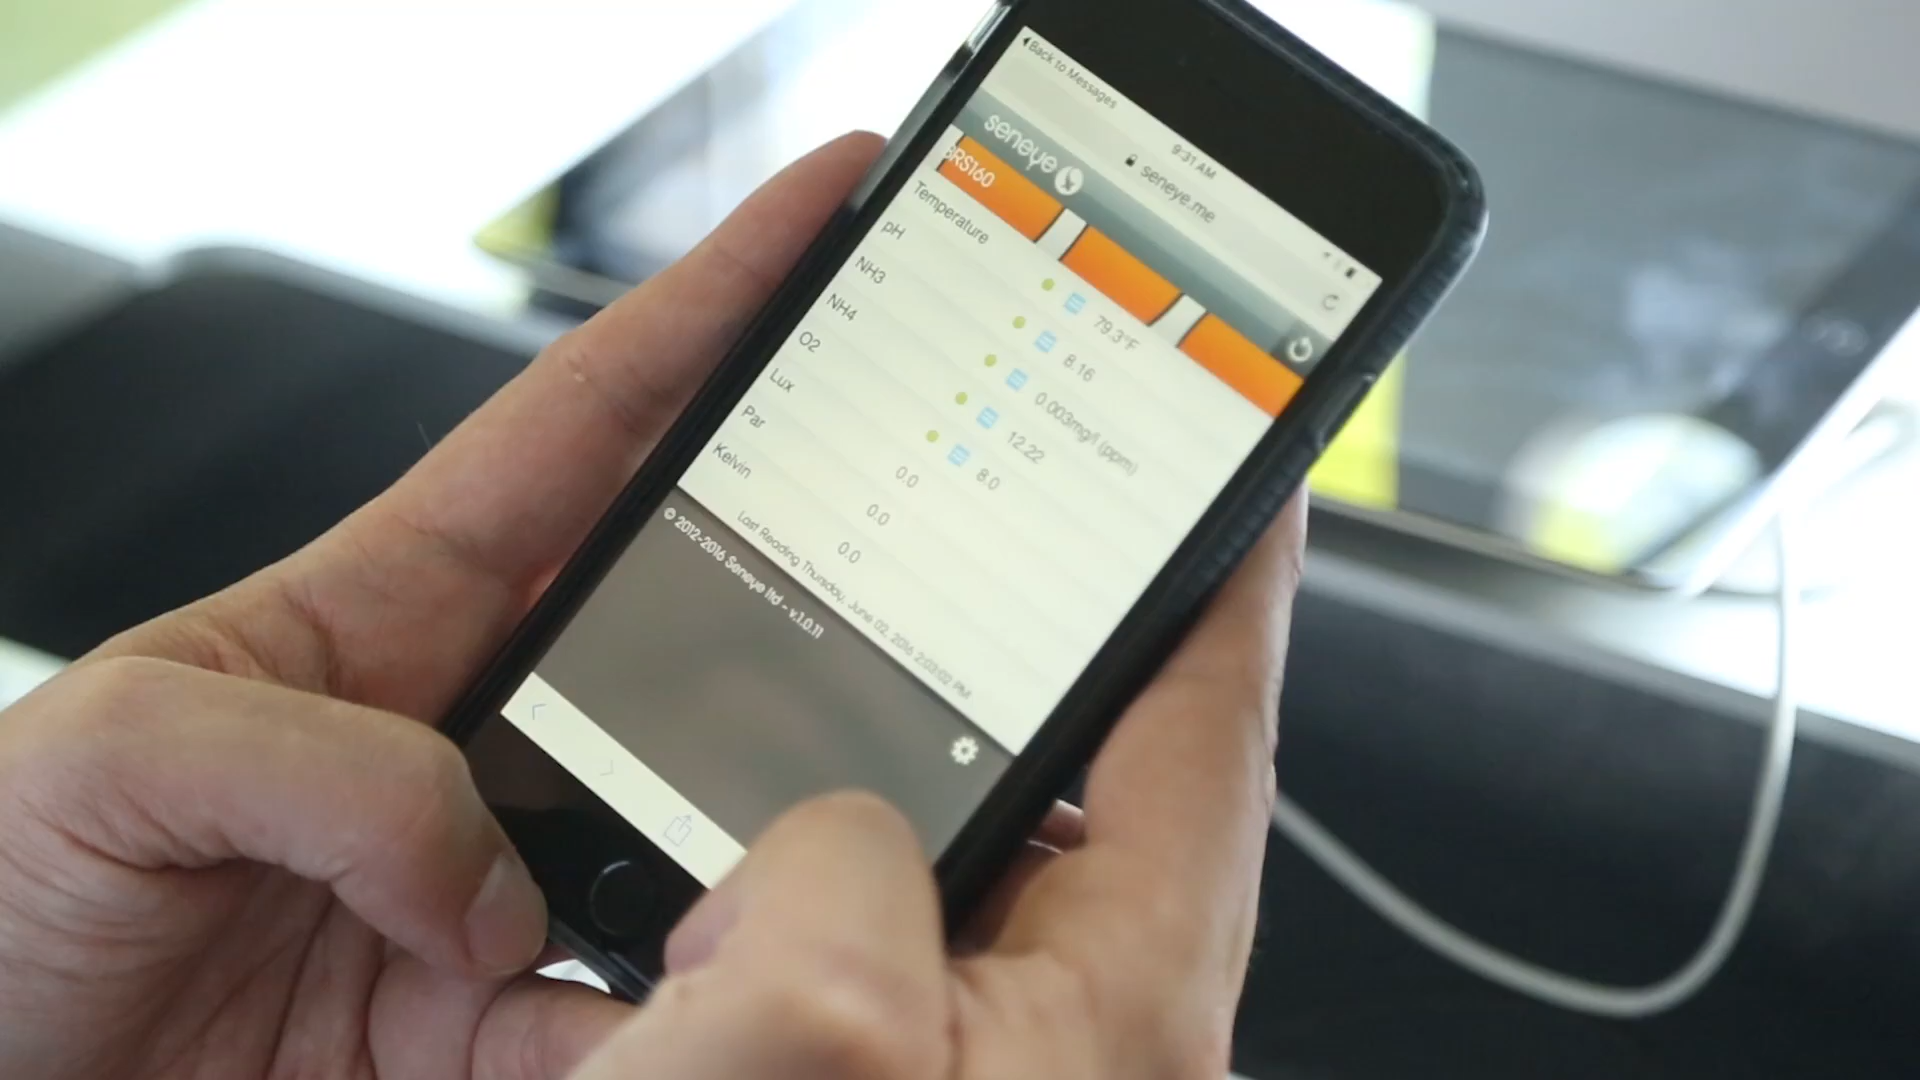 Back to Messages
9:31 AM
seneye.me
seneye
BRS160
Temperature 79.3°F
pH 8.16
NH3 0.003mg/l (ppm)
NH4 12.22
O2 8.0
Lux 0.0
Par 0.0
Kelvin 0.0
Last Reading Thursday, June 02, 2016 2:03:02 PM
© 2012-2016 Seneye ltd - v.1.0.11